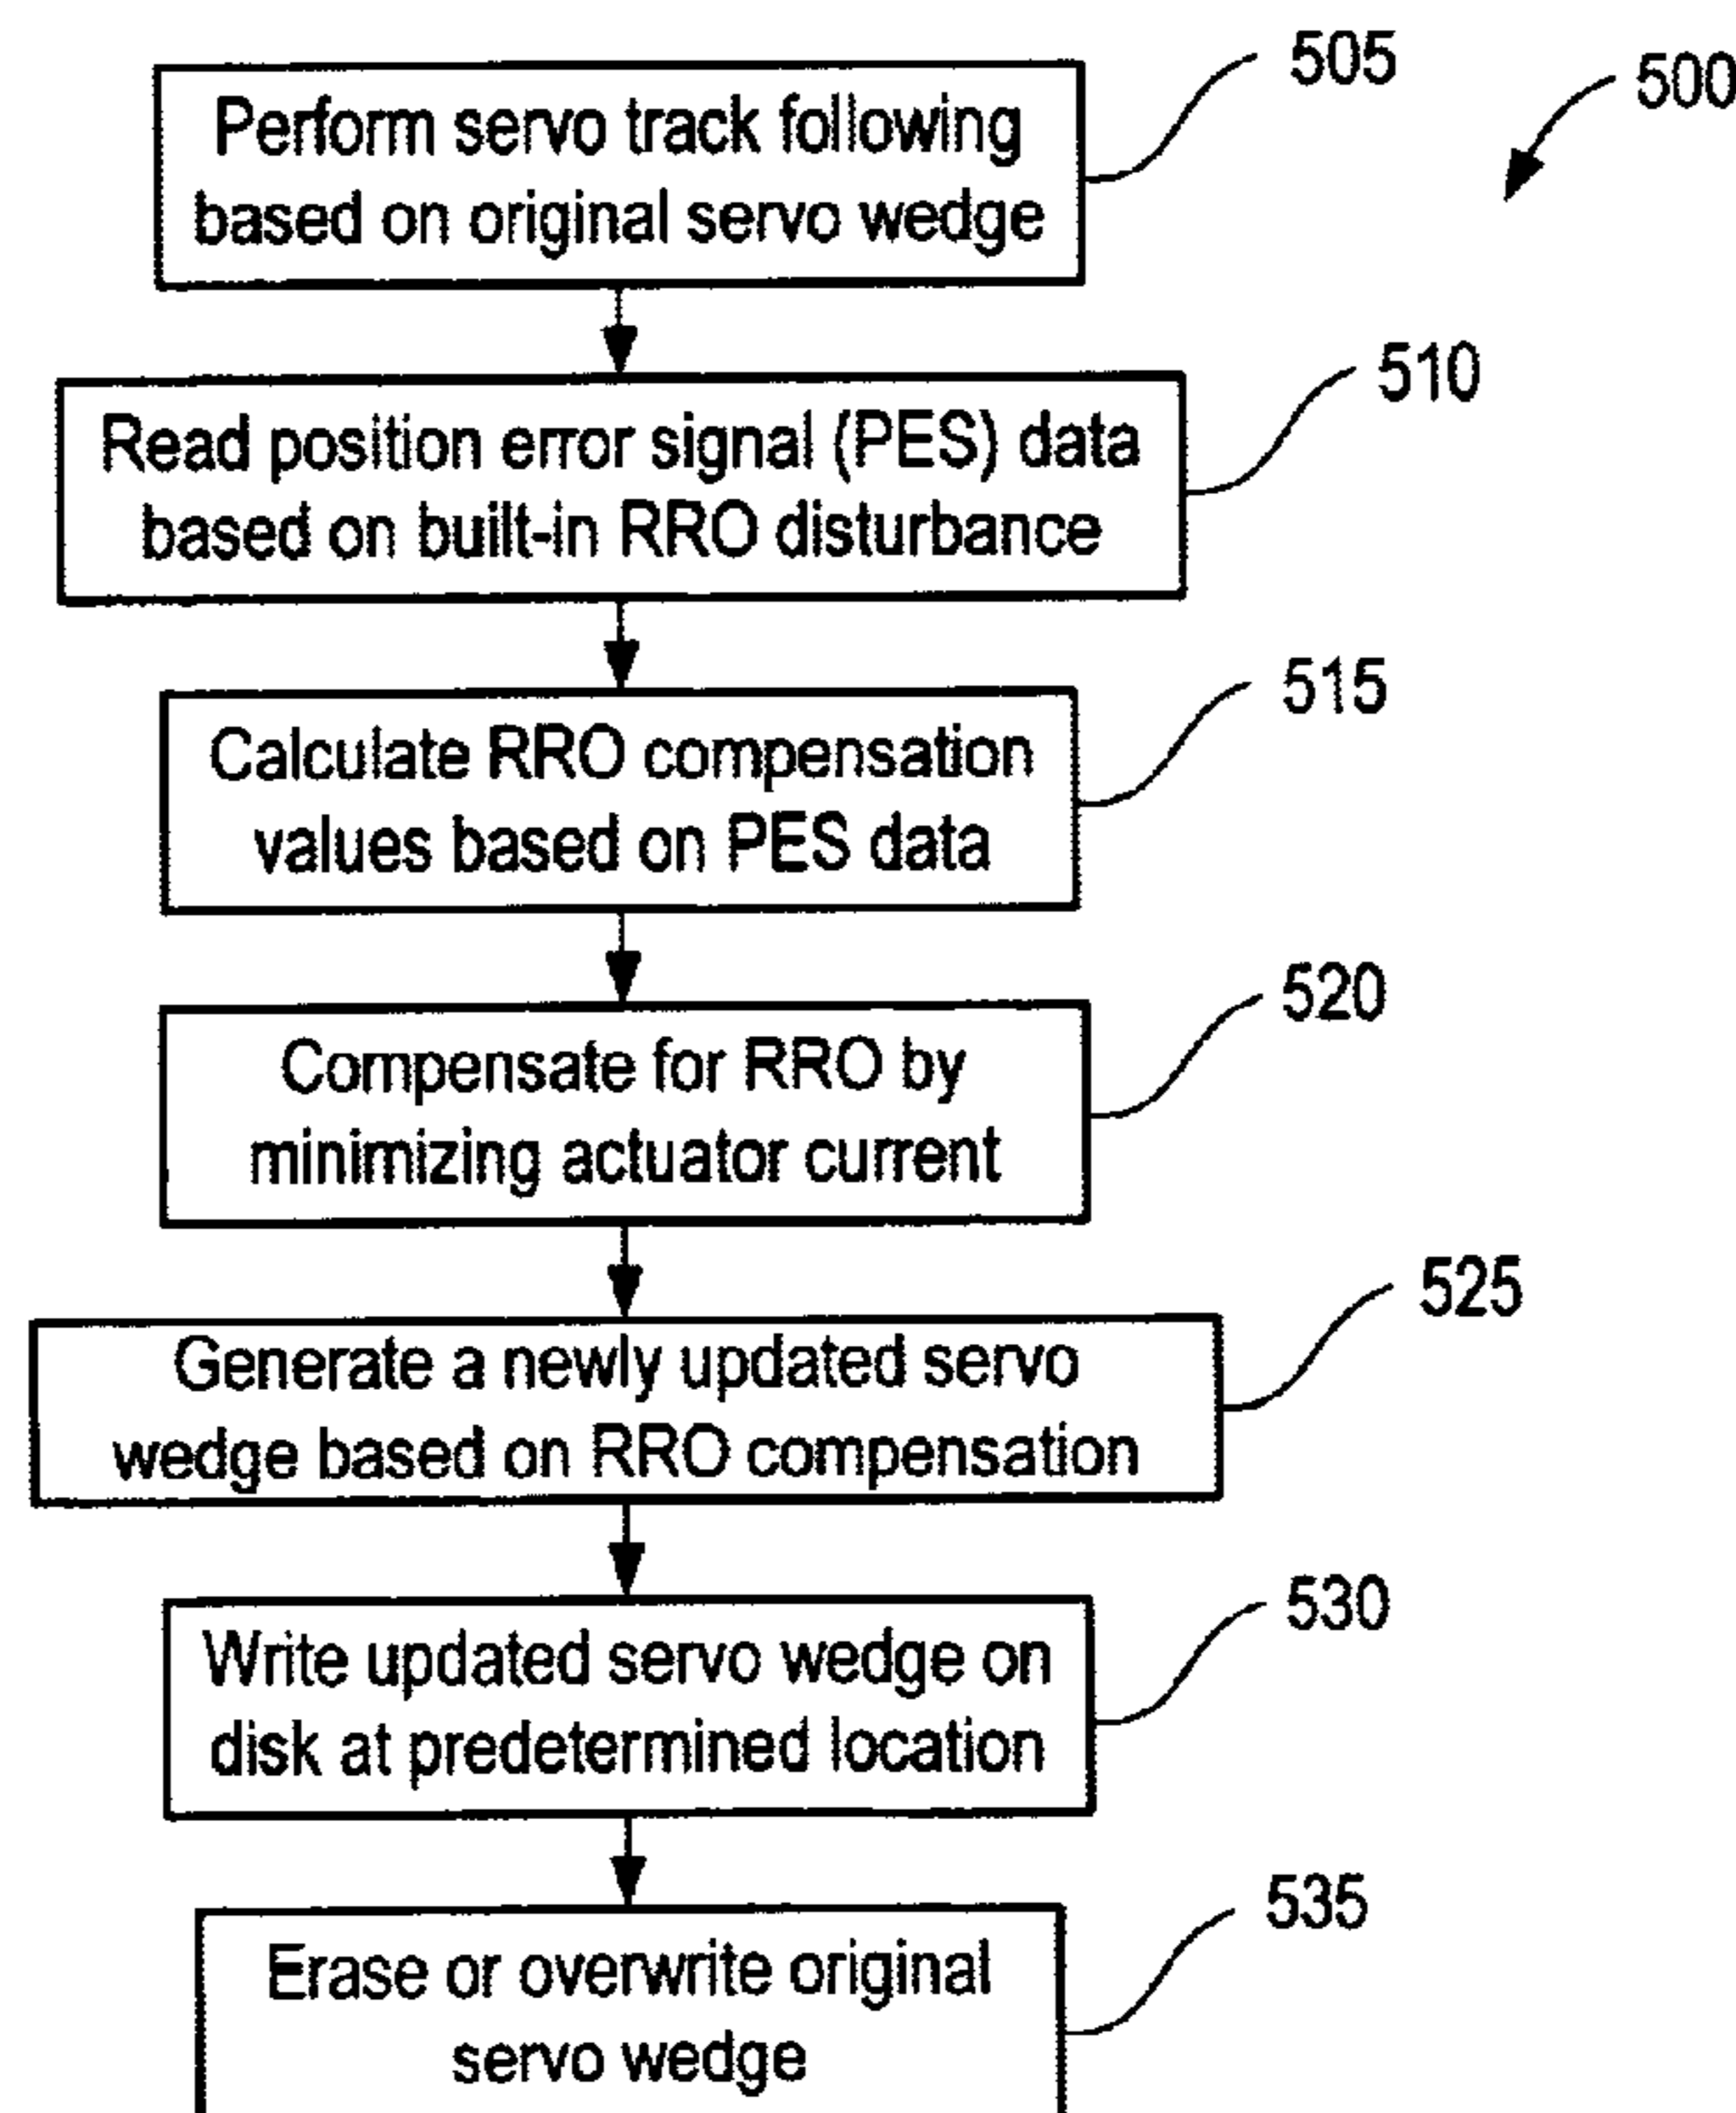 505
500
Perform servo track following
based on original servo wedge
510
Read position error signal (PES) data
based on built-in RRO disturbance
515
Calculate RRO compensation
values based on PES data
520
Compensate for RRO by
minimizing actuator current
525
Generate a newly updated servo
wedge based on RRO compensation
530
Write updated servo wedge on
disk at predetermined location
535
Erase or overwrite original
servo wedge